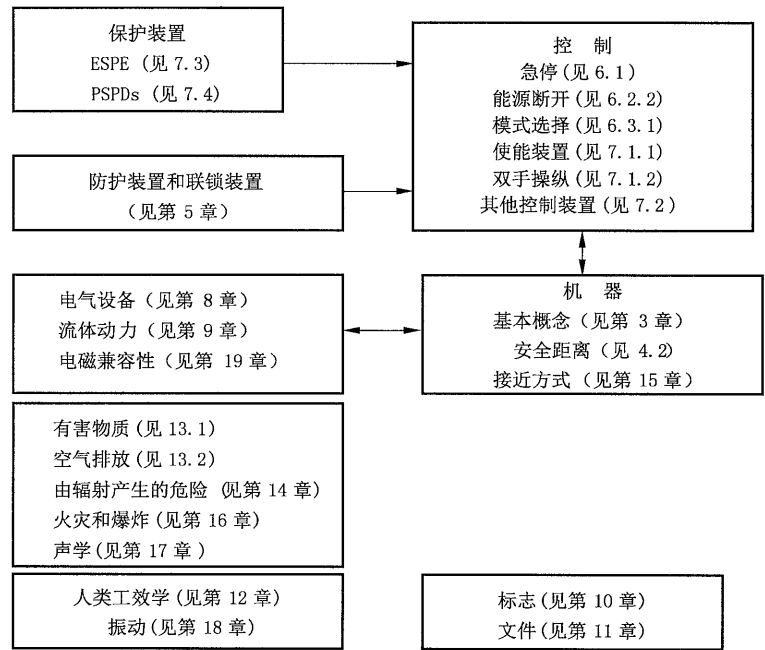 保护装置
ESPE (见 7.3)
PSPDs (见 7.4)
控 制
急停(见 6.1)
能源断开(见 6.2.2)
模式选择(见 6.3.1)
使能装置(见 7.1.1)
双手操纵(见 7.1.2)
其他控制装置(见 7.2)
防护装置和联锁装置
（见第 5 章）
电气设备（见第 8 章）
流体动力（见第 9 章）
电磁兼容性（见第 19 章）
机 器
基本概念（见第 3 章）
安全距离（见 4.2)
接近方式（见第 15 章）
有害物质(见 13.1)
空气排放(见 13.2)
由辐射产生的危险 (见第 14 章)
火灾和爆炸(见第 16 章)
声学(见第 17 章 )
人类工效学(见第 12 章)
振动(见第 18 章)
标志(见第 10 章)
文件(见第 11 章)